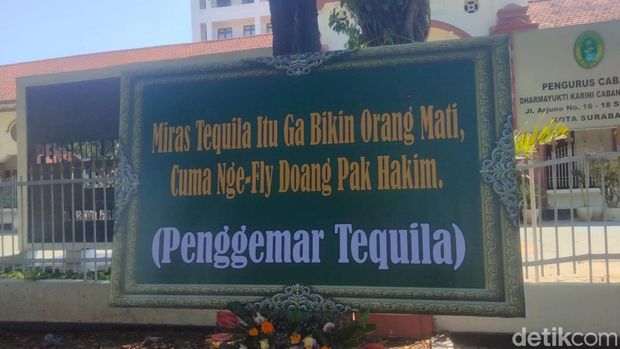 Miras Tequila Itu Ga Bikin Orang Mati,
Cuma Nge-Fly Doang Pak Hakim.
(Penggemar Tequila)
PENGURUS CAB
DHARMAYUKTI KARINI CABAN
Jl. Arjuno No. 16 - 18 S
KOTA SURABA
detikcom